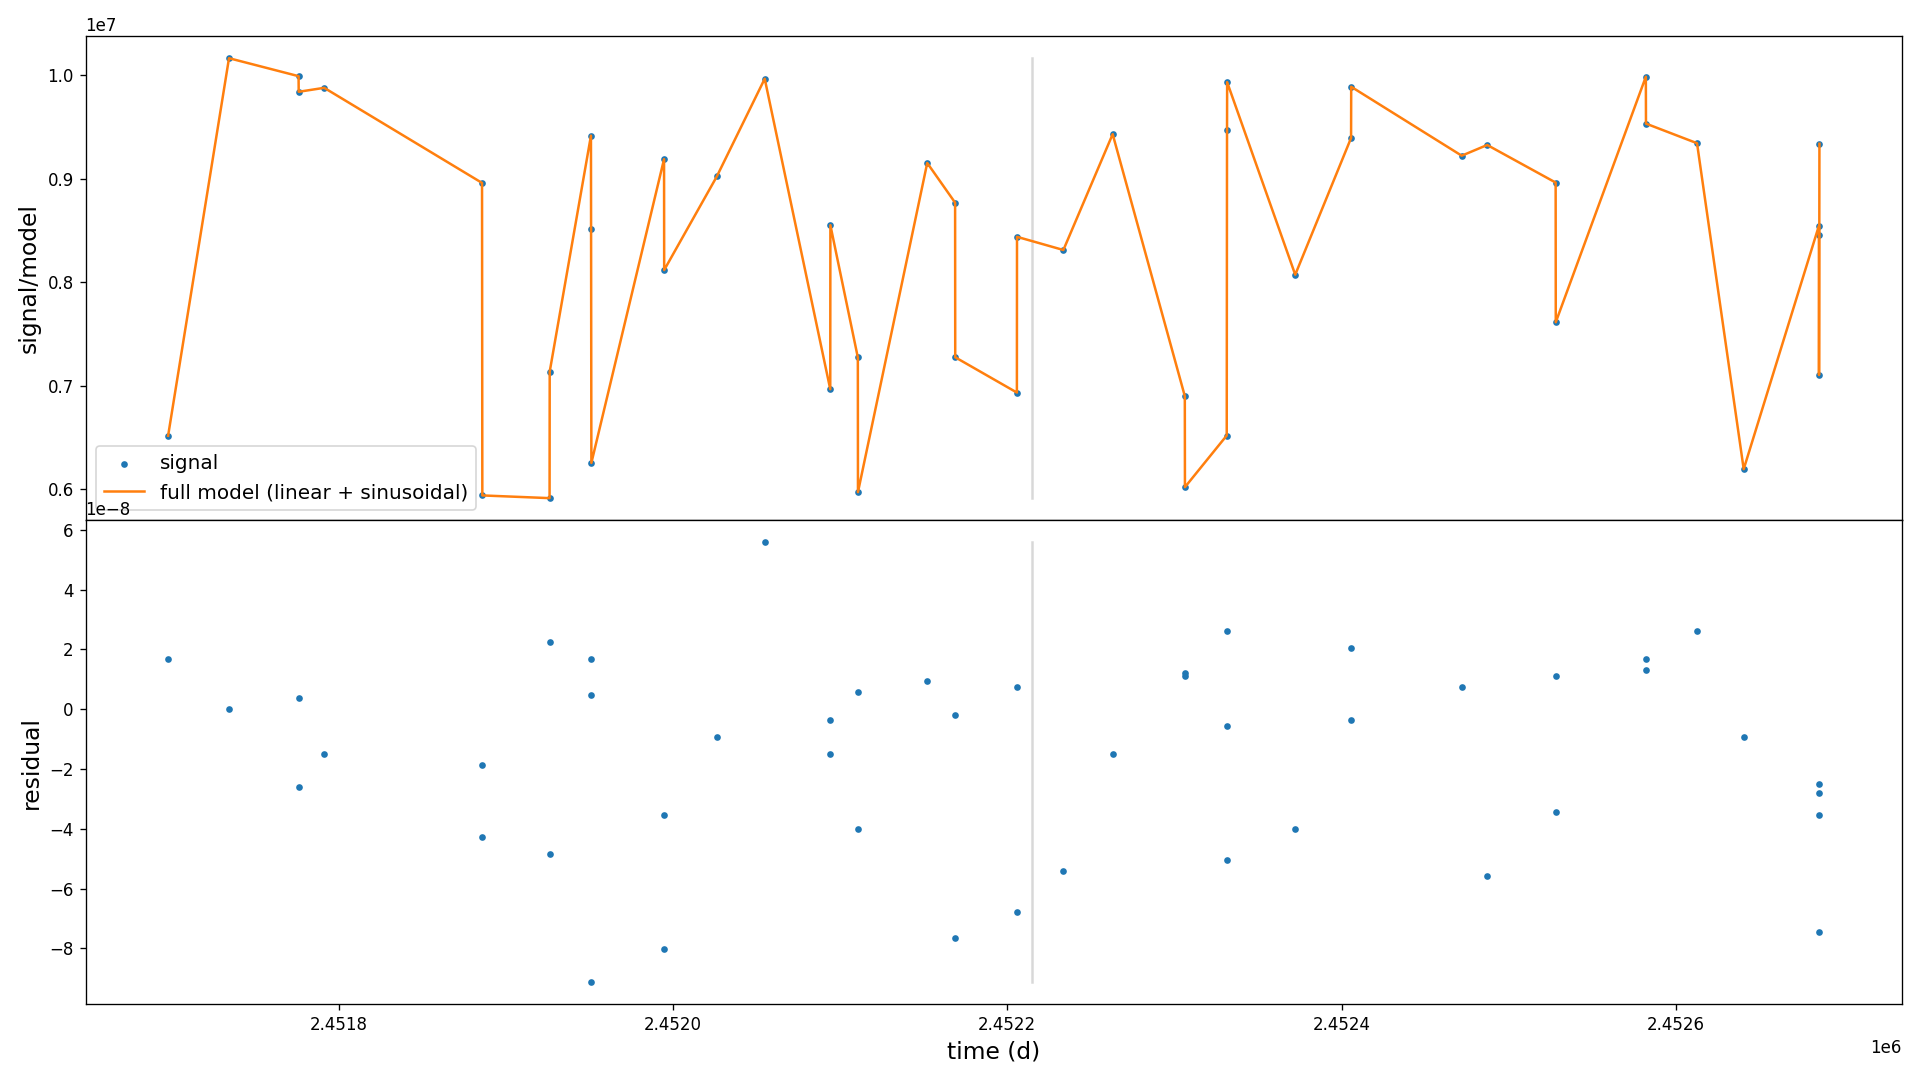 1e7
1.0
0.9
0.8
0.7
0.6
signal/model
signal
full model (linear + sinusoidal)
1e−8
6
4
2
0
−2
−4
−6
−8
residual
2.4518
2.4520
2.4522
2.4524
2.4526
time (d)
1e6